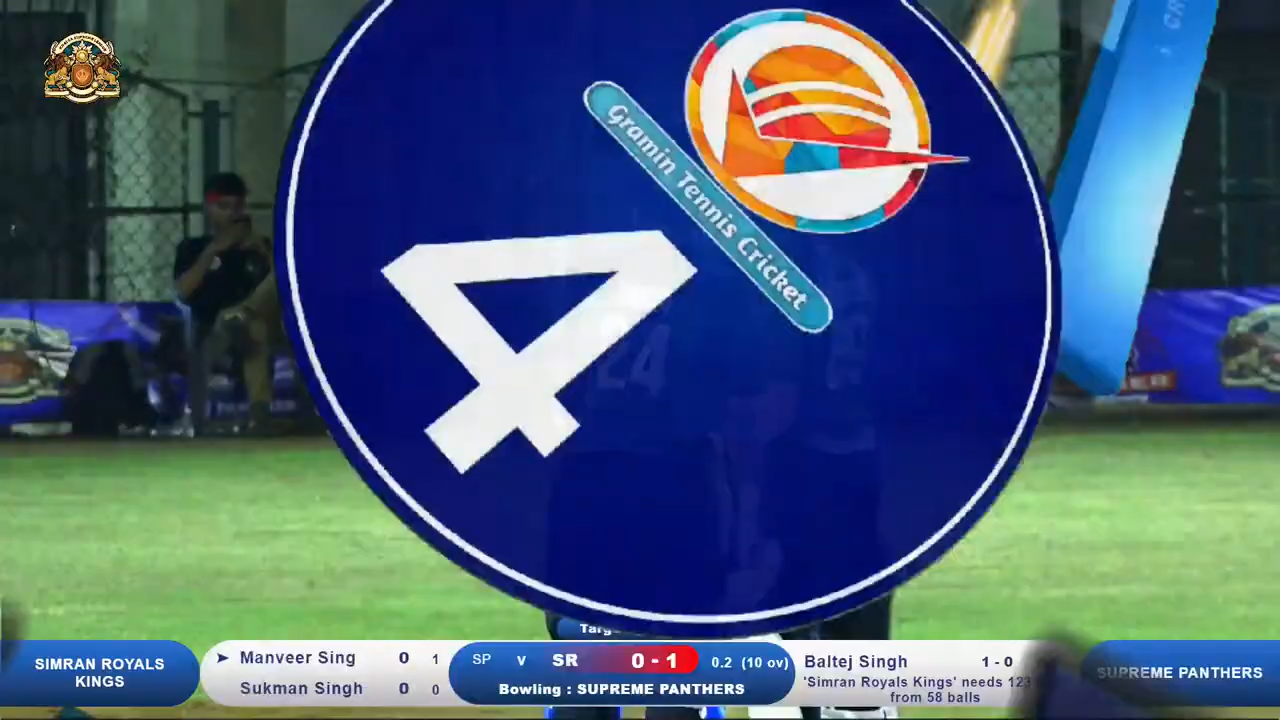 Gramin Tennis Cricket
4
24
Targ
SIMRAN ROYALS
KINGS
Manveer Sing 0 1
Sukman Singh 0 0
SP v SR 0 - 1 0.2 (10 ov)
Bowling : SUPREME PANTHERS
Baltej Singh 1 - 0
'Simran Royals Kings' needs 123
from 58 balls
SUPREME PANTHERS